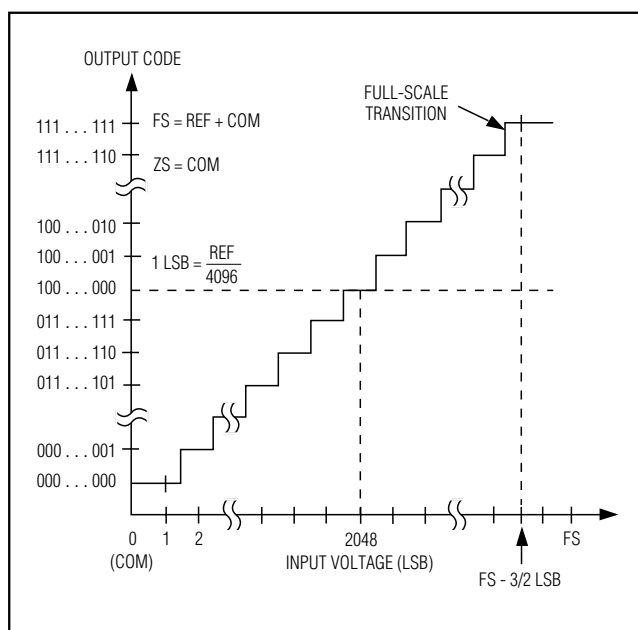 OUTPUT CODE
FULL-SCALE
TRANSITION
111 . . . 111
FS = REF + COM
111 . . . 110
ZS = COM
100 . . . 010
100 . . . 001
1 LSB = REF
4096
100 . . . 000
011 . . . 111
011 . . . 110
011 . . . 101
000 . . . 001
000 . . . 000
0 1 2 2048 FS
(COM)
INPUT VOLTAGE (LSB)
FS - 3/2 LSB